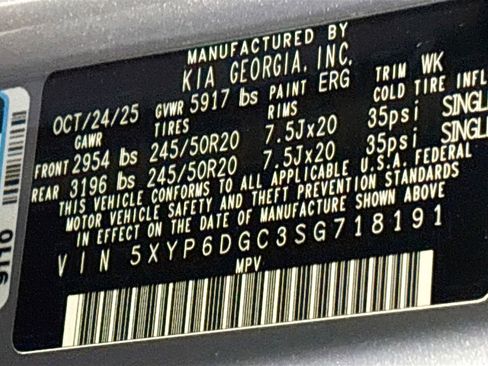 MANUFACTURED BY
KIA GEORGIA, INC.
OCT/24/25 GVWR 5917 lbs PAINT ERG TRIM WK
GAWR TIRES RIMS COLD TIRE INFL
FRONT 2954 lbs 245/50R20 7.5Jx20 35psi SINGL
REAR 3196 lbs 245/50R20 7.5Jx20 35psi SINGL
THIS VEHICLE CONFORMS TO ALL APPLICABLE U.S.A. FEDERAL
MOTOR VEHICLE SAFETY AND THEFT PREVENTION STANDARDS
IN EFFECT ON THE DATE OF MANUFACTURE SHOWN ABOVE
VIN 5XYP6DGC3SG718191
MPV